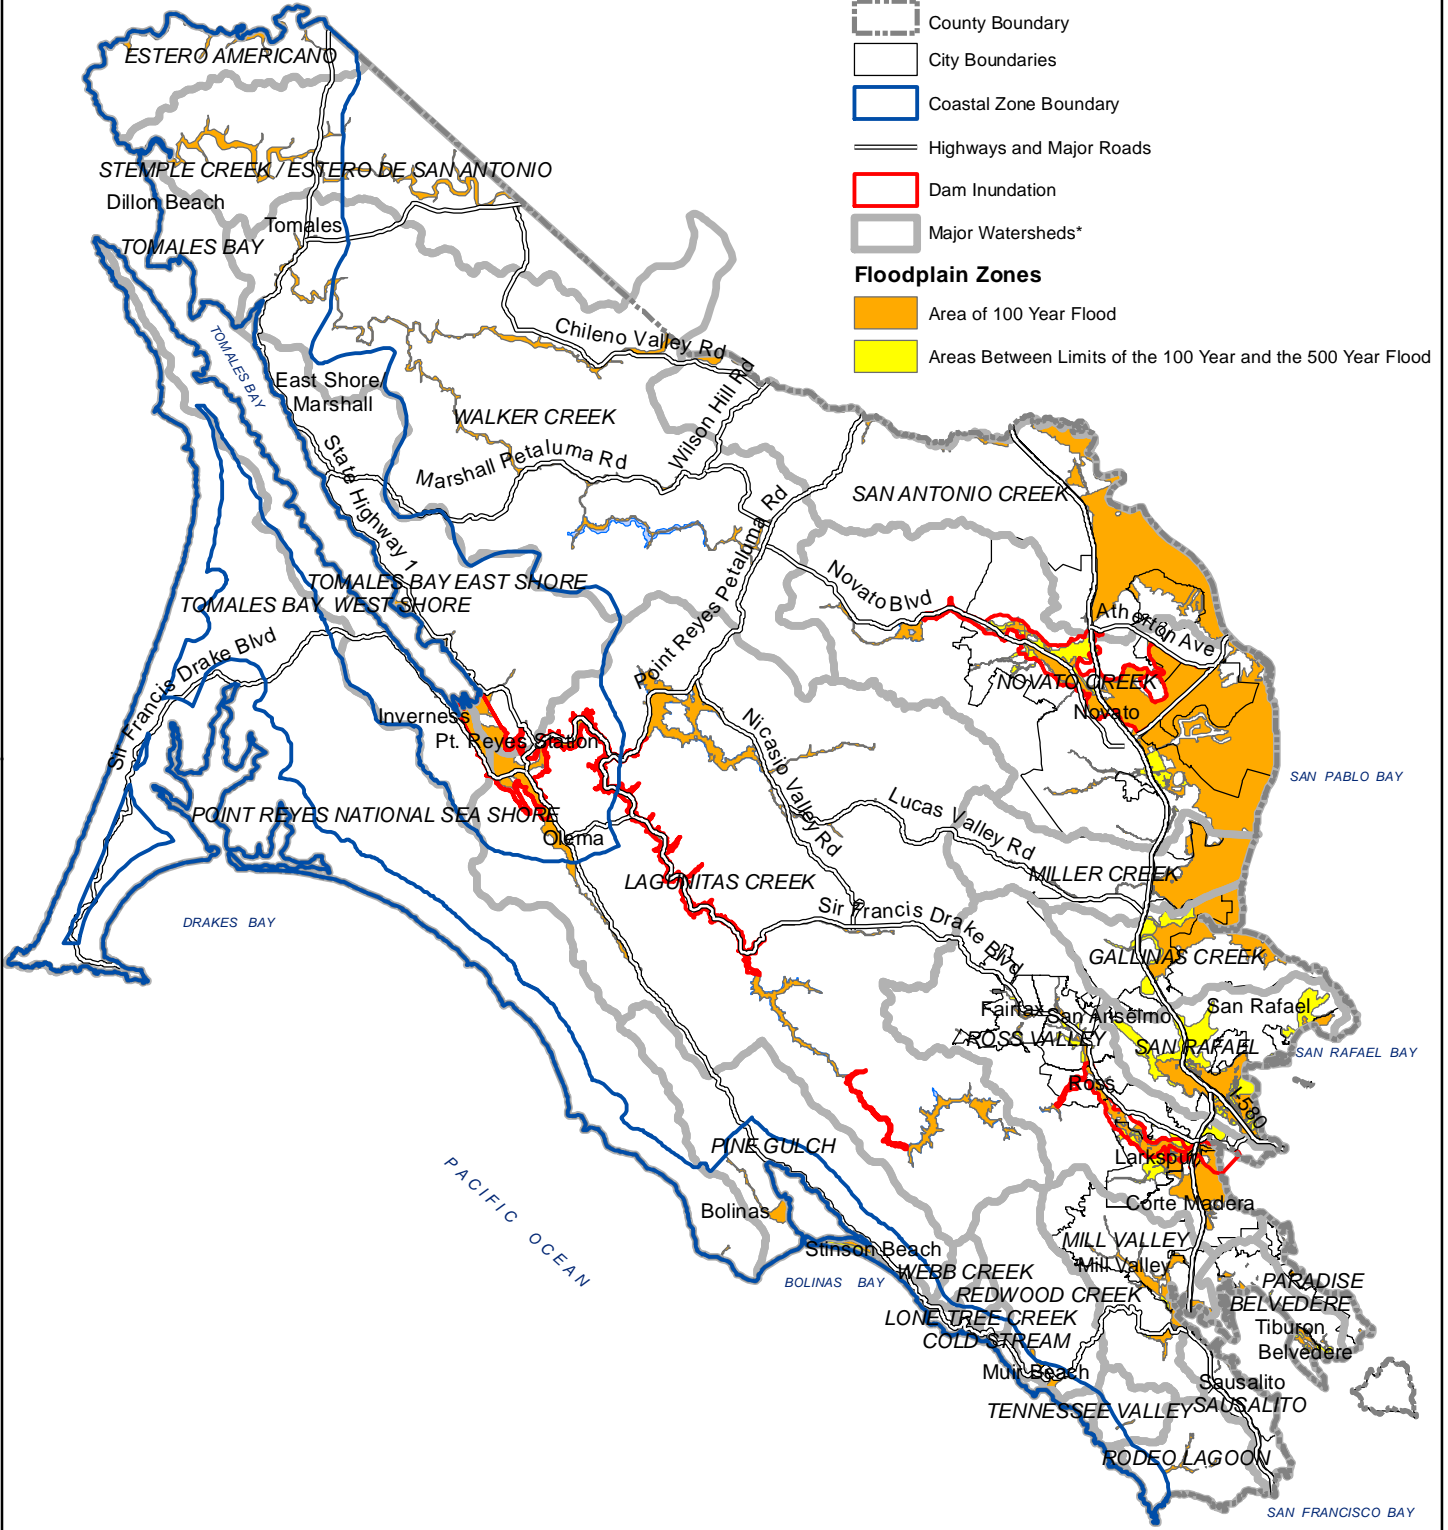 County Boundary
City Boundaries
Coastal Zone Boundary
Highways and Major Roads
Dam Inundation
Major Watersheds*
Floodplain Zones
Area of 100 Year Flood
Areas Between Limits of the 100 Year and the 500 Year Flood
ESTERO AMERICANO
STEMPLE CREEK / ESTERO DE SAN ANTONIO
Dillon Beach
Tomales
TOMALES BAY
TOMALES BAY
Chileno Valley Rd
East Shore/
Marshall
WALKER CREEK
Wilson Hill Rd
Marshall Petaluma Rd
State Highway 1
SAN ANTONIO CREEK
Point Reyes Petaluma Rd
TOMALES BAY EAST SHORE
TOMALES BAY WEST SHORE
Novato Blvd
Atherton Ave
Sir Francis Drake Blvd
NOVATO CREEK
Novato
Inverness
Pt. Reyes Station
Nicasio Valley Rd
SAN PABLO BAY
POINT REYES NATIONAL SEA SHORE
Olema
Lucas Valley Rd
MILLER CREEK
LAGUNITAS CREEK
Sir Francis Drake Blvd
DRAKES BAY
GALLINAS CREEK
Fairfax
San Anselmo
San Rafael
ROSS VALLEY
SAN RAFAEL
SAN RAFAEL BAY
Ross
I-580
PINE GULCH
Larkspur
PACIFIC OCEAN
Bolinas
Corte Madera
Stinson Beach
MILL VALLEY
Mill Valley
BOLINAS BAY
WEBB CREEK
PARADISE
REDWOOD CREEK
BELVEDERE
LONE TREE CREEK
Tiburon
COLD STREAM
Belvedere
Muir Beach
Sausalito
TENNESSEE VALLEY
SAUSALITO
RODEO LAGOON
SAN FRANCISCO BAY